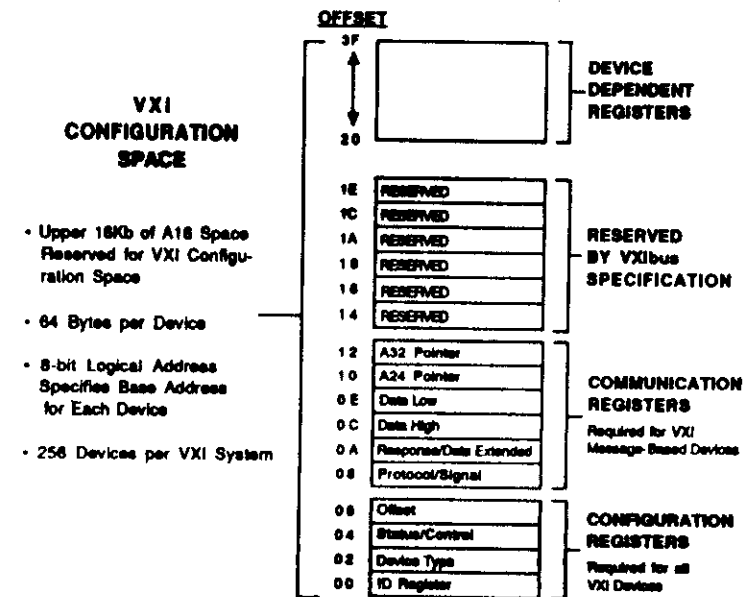 OFFSET
3F
20
DEVICE
DEPENDENT
REGISTERS
VXI
CONFIGURATION
SPACE
• Upper 16Kb of A16 Space
Reserved for VXI Configu-
ration Space
• 64 Bytes per Device
• 8-bit Logical Address
Specifies Base Address
for Each Device
• 256 Devices per VXI System
1E RESERVED
1C RESERVED
1A RESERVED
18 RESERVED
16 RESERVED
14 RESERVED
RESERVED
BY VXIbus
SPECIFICATION
12 A32 Pointer
10 A24 Pointer
0E Data Low
0C Data High
0A Response/Data Extended
08 Protocol/Signal
COMMUNICATION
REGISTERS
Required for VXI
Message-Based Devices
06 Offset
04 Status/Control
02 Device Type
00 ID Register
CONFIGURATION
REGISTERS
Required for all
VXI Devices